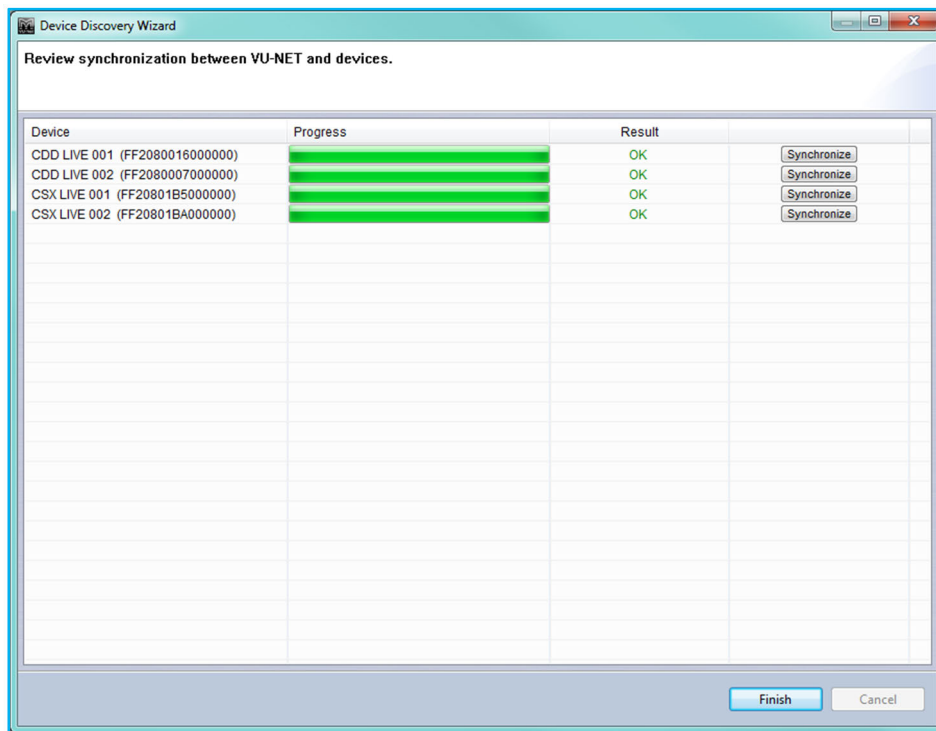 Device Discovery Wizard
Review synchronization between VU-NET and devices.
Device Progress Result
CDD LIVE 001 (FF2080016000000) OK Synchronize
CDD LIVE 002 (FF2080007000000) OK Synchronize
CSX LIVE 001 (FF20801B5000000) OK Synchronize
CSX LIVE 002 (FF20801BA000000) OK Synchronize
Finish Cancel